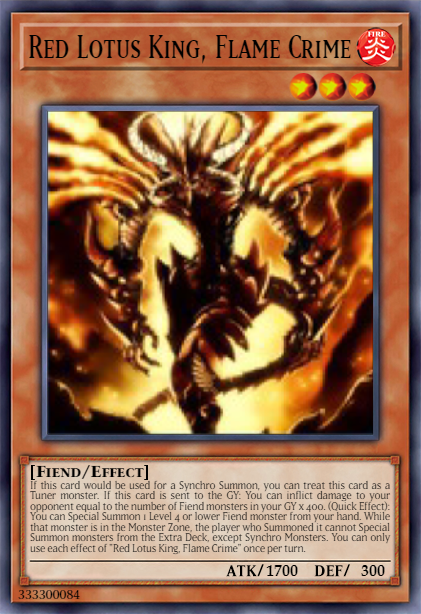 RED LOTUS KING, FLAME CRIME
FIRE
炎
[FIEND/EFFECT]
If this card would be used for a Synchro Summon, you can treat this card as a
Tuner monster. If this card is sent to the GY: You can inflict damage to your
opponent equal to the number of Fiend monsters in your GY x 400. (Quick Effect):
You can Special Summon 1 Level 4 or lower Fiend monster from your hand. While
that monster is in the Monster Zone, the player who Summoned it cannot Special
Summon monsters from the Extra Deck, except Synchro Monsters. You can only
use each effect of "Red Lotus King, Flame Crime" once per turn.
ATK/1700 DEF/ 300
333300084